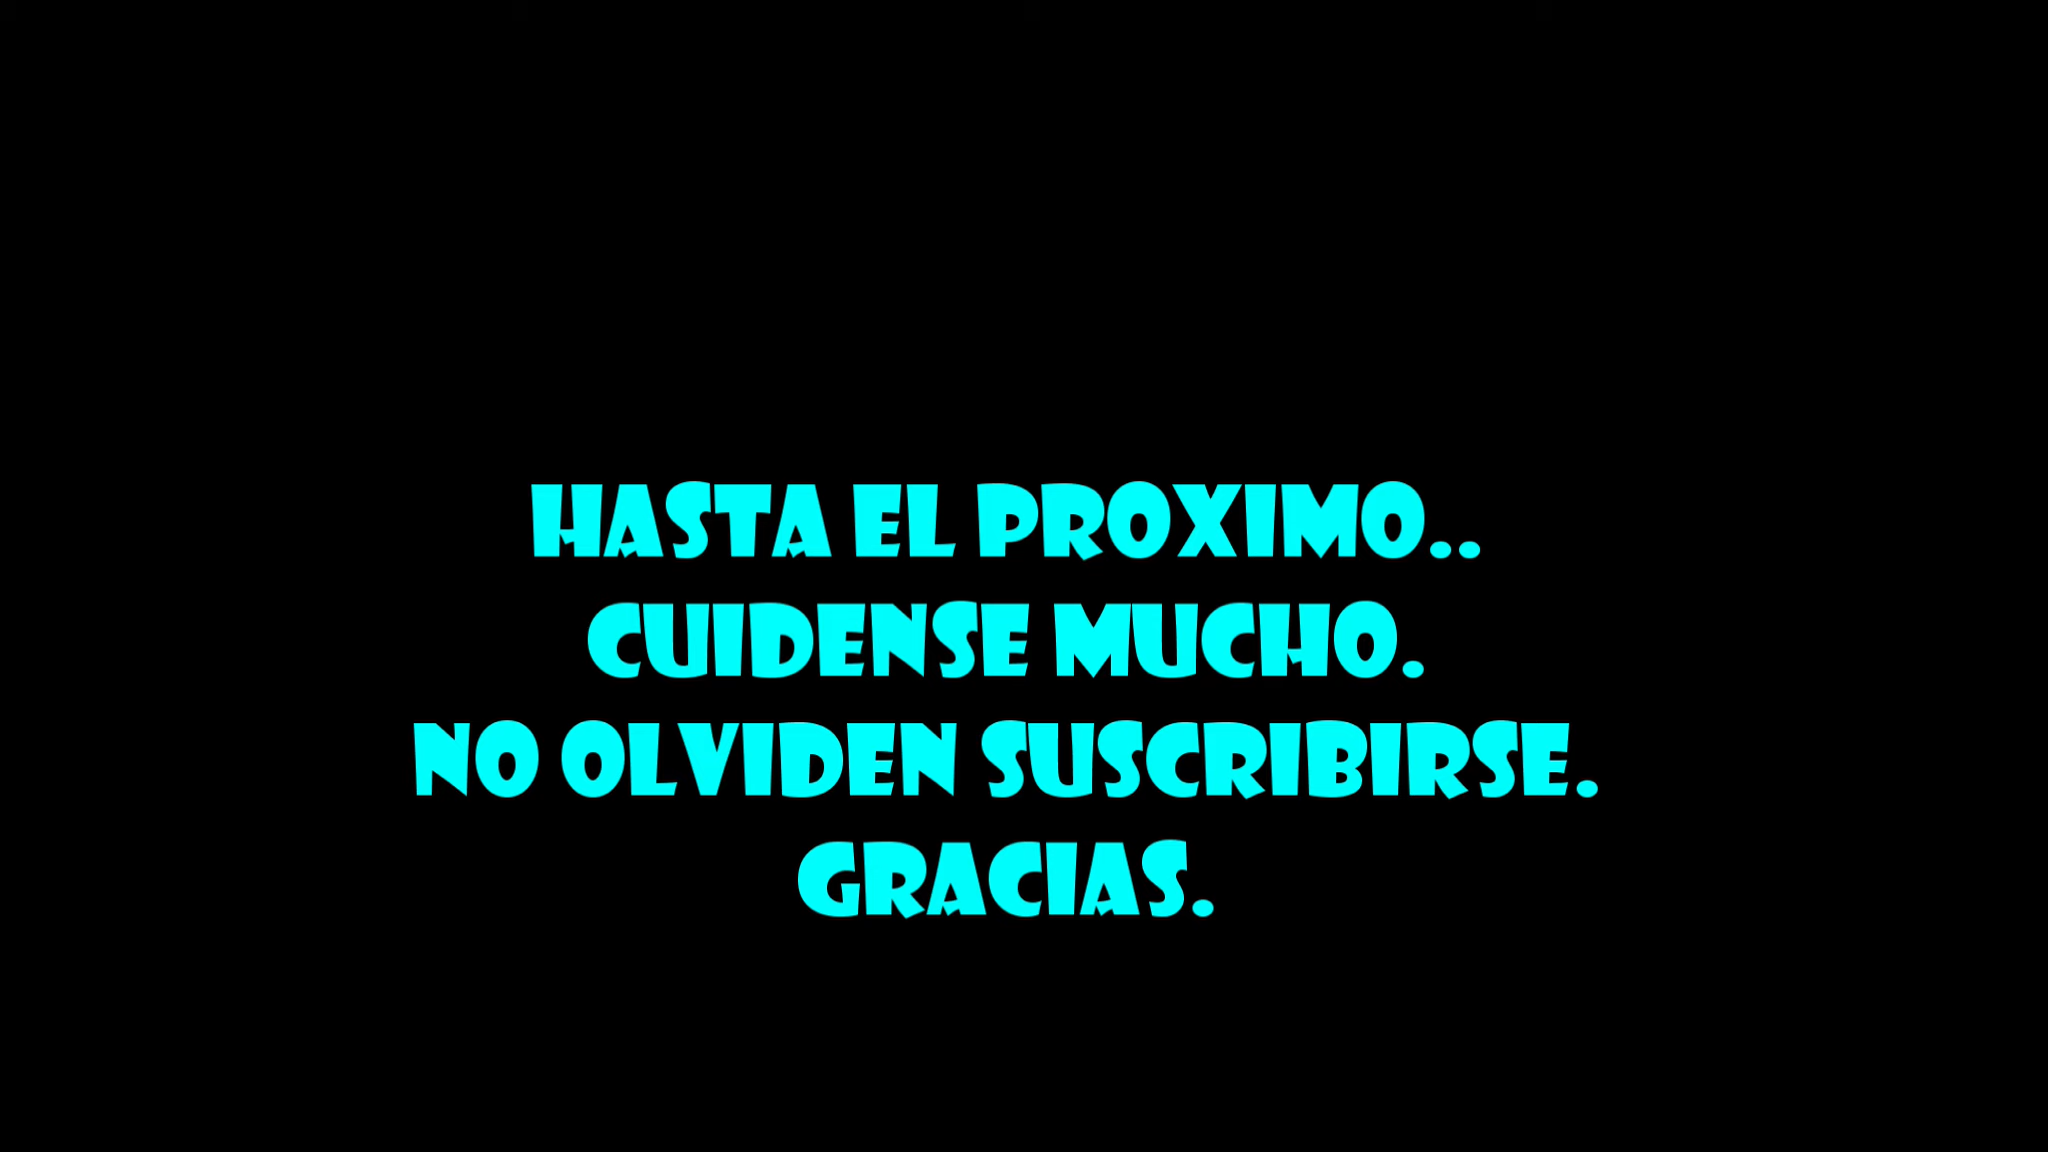 HASTA EL PROXIMO..
CUIDENSE MUCHO.
NO OLVIDEN SUSCRIBIRSE.
GRACIAS.